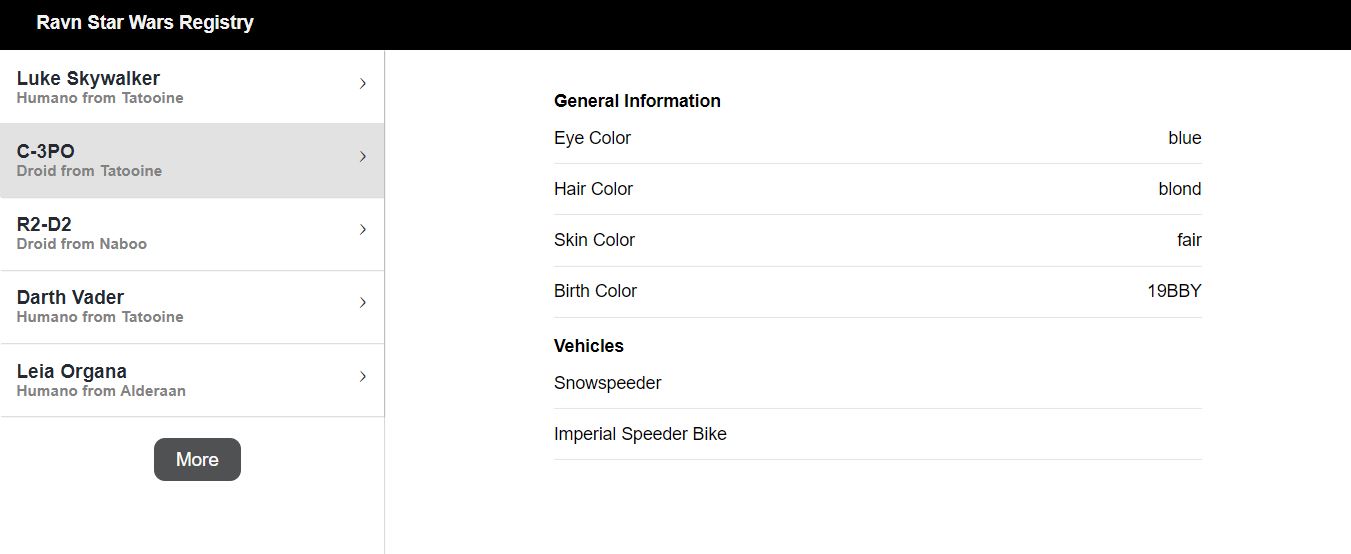 Ravn Star Wars Registry
Luke Skywalker
Humano from Tatooine
C-3PO
Droid from Tatooine
R2-D2
Droid from Naboo
Darth Vader
Humano from Tatooine
Leia Organa
Humano from Alderaan
More
General Information
Eye Color blue
Hair Color blond
Skin Color fair
Birth Color 19BBY
Vehicles
Snowspeeder
Imperial Speeder Bike